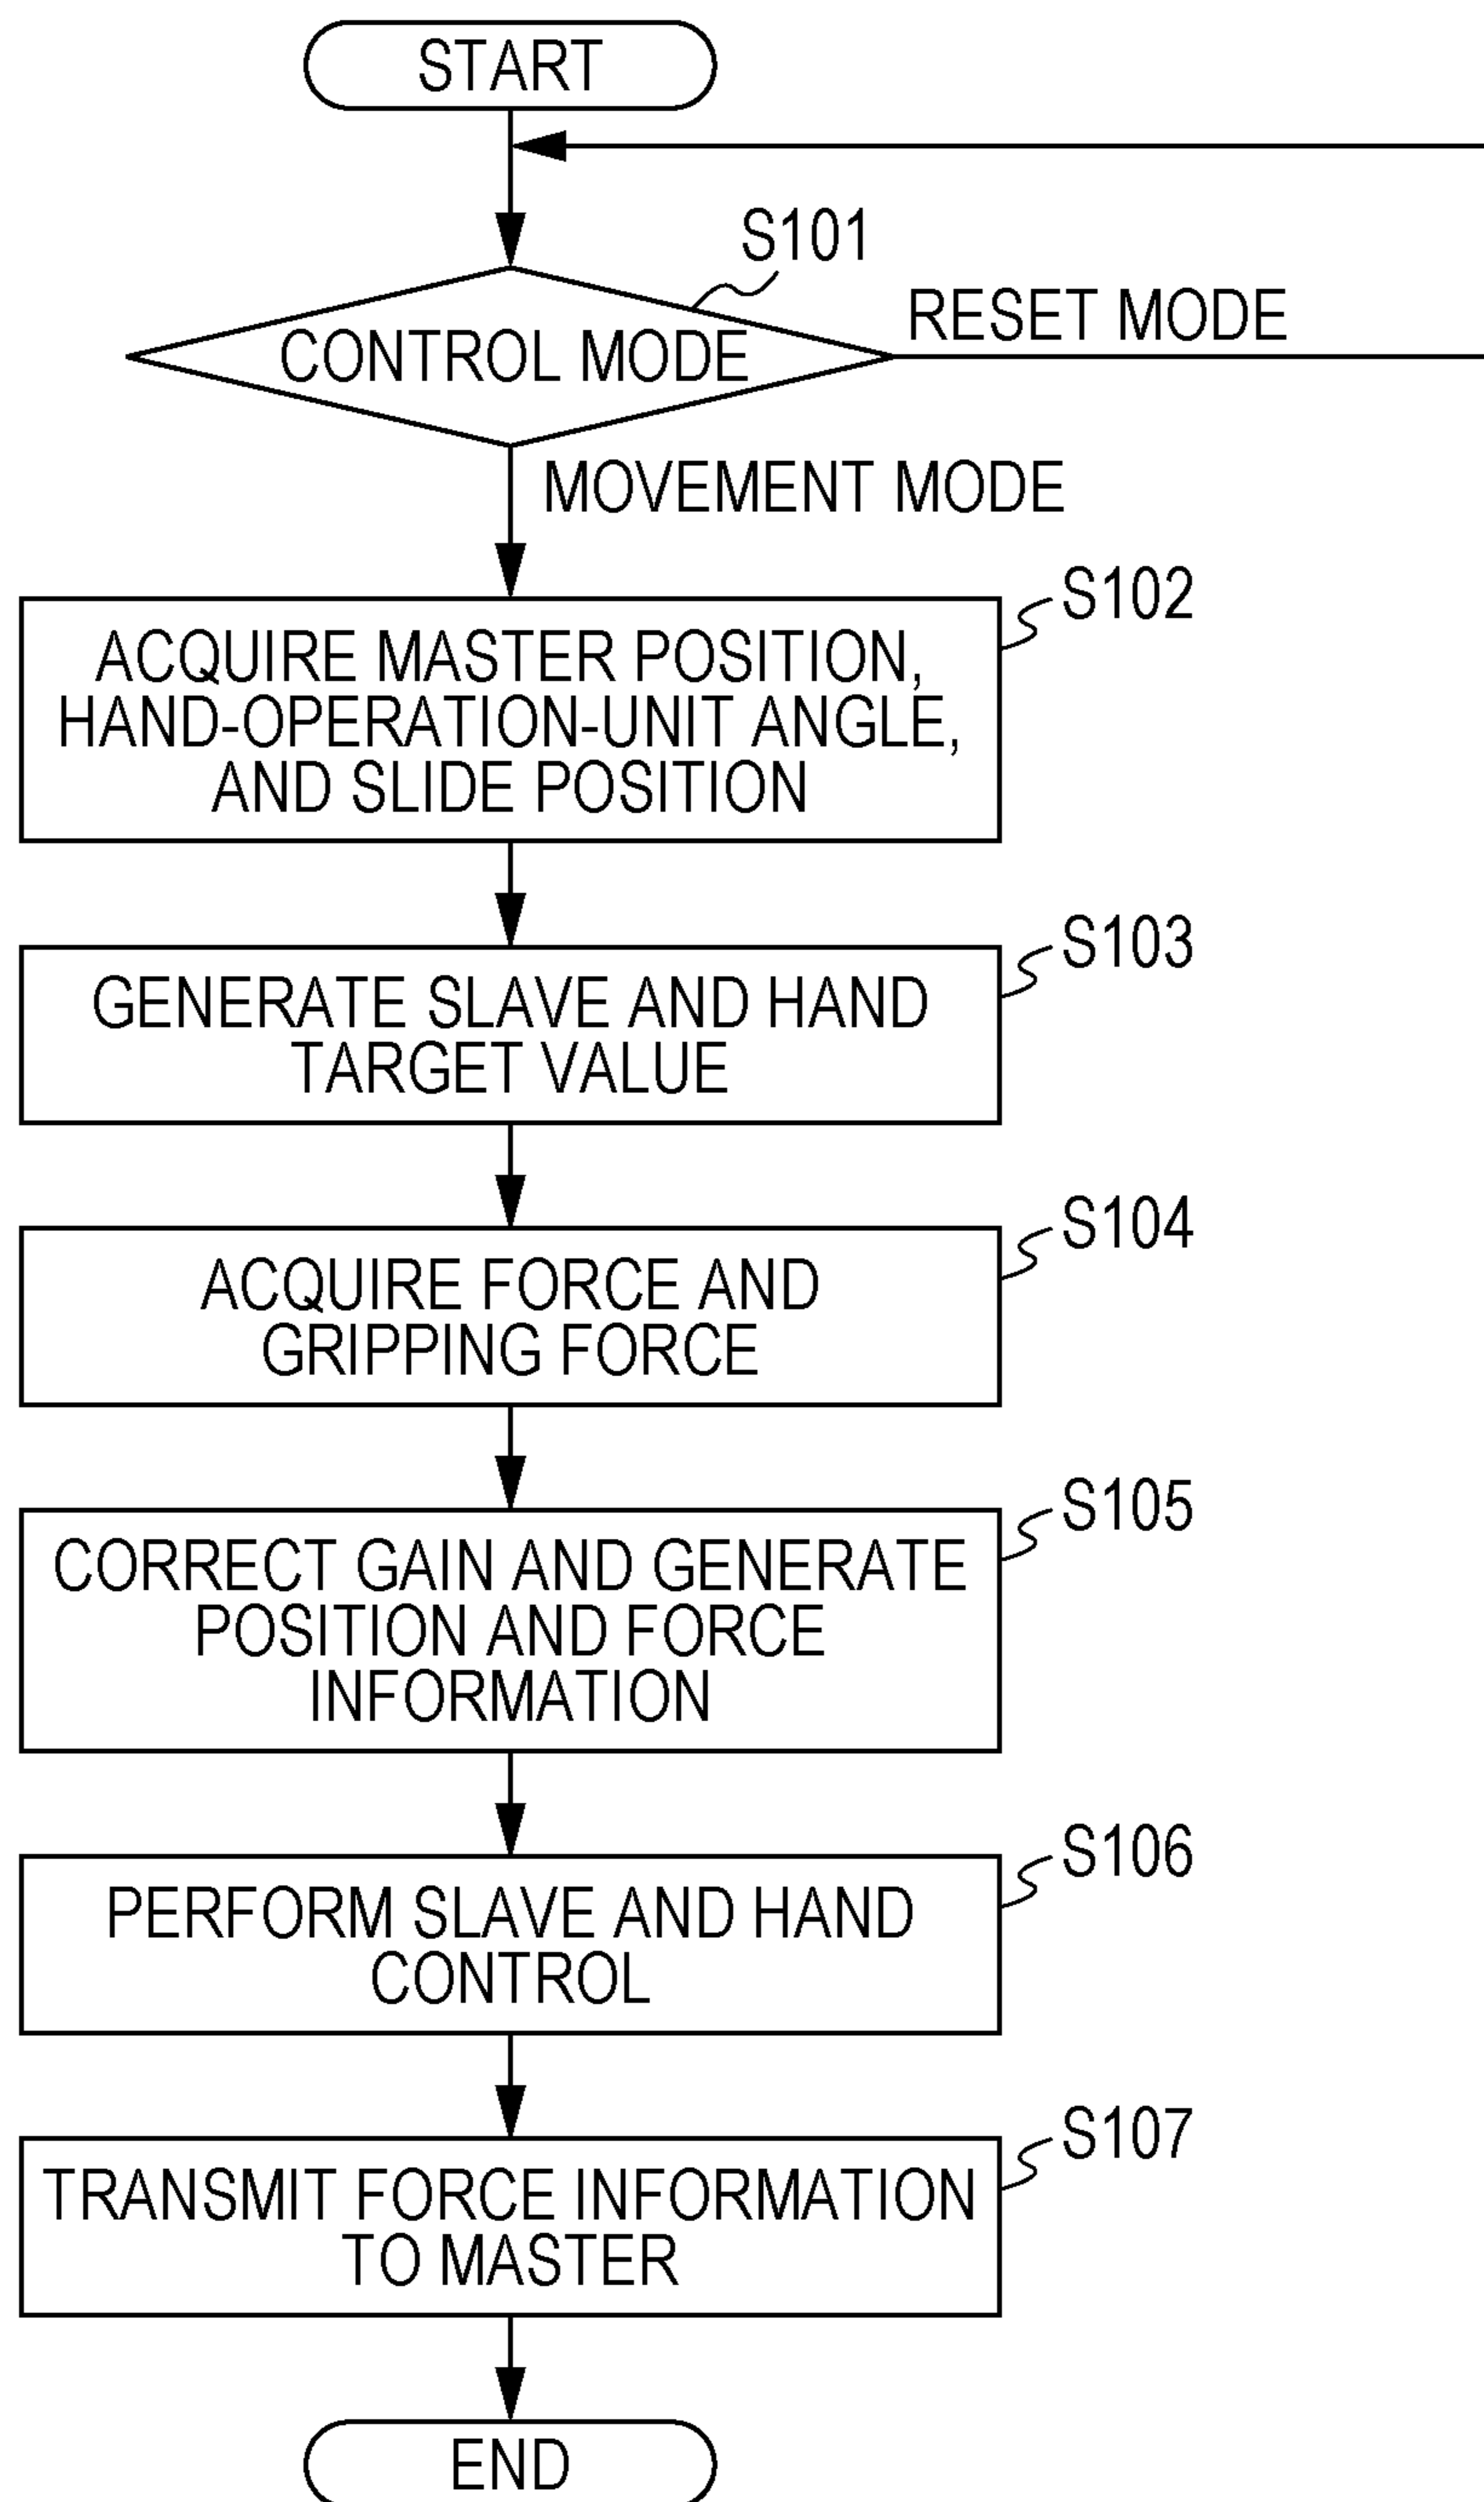 START
S101
RESET MODE
CONTROL MODE
MOVEMENT MODE
S102
ACQUIRE MASTER POSITION,
HAND-OPERATION-UNIT ANGLE,
AND SLIDE POSITION
S103
GENERATE SLAVE AND HAND
TARGET VALUE
S104
ACQUIRE FORCE AND
GRIPPING FORCE
S105
CORRECT GAIN AND GENERATE
POSITION AND FORCE
INFORMATION
S106
PERFORM SLAVE AND HAND
CONTROL
S107
TRANSMIT FORCE INFORMATION
TO MASTER
END